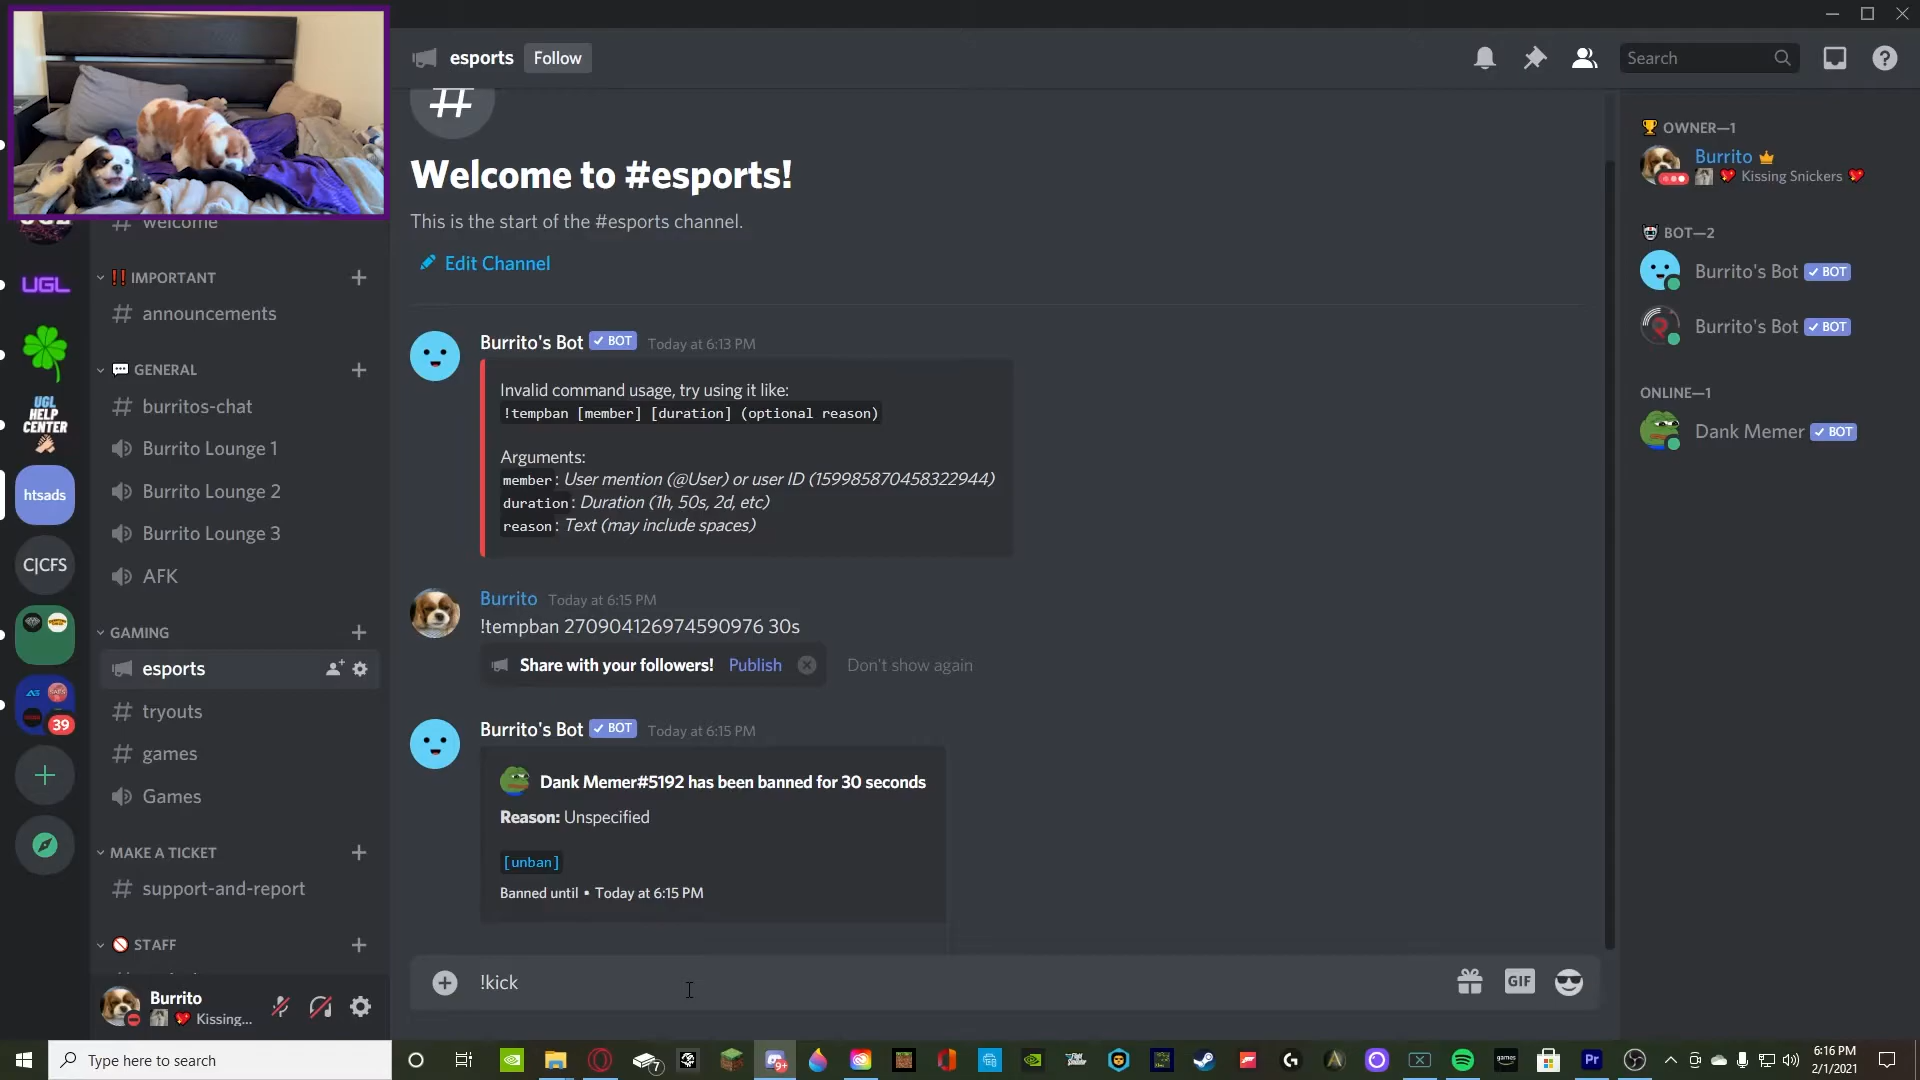 esports
Follow
Search
welcome
IMPORTANT
announcements
GENERAL
burritos-chat
Burrito Lounge 1
Burrito Lounge 2
Burrito Lounge 3
AFK
GAMING
esports
tryouts
games
Games
MAKE A TICKET
support-and-report
STAFF
UGL
UGL
HELP
CENTER
htsads
C|CFS
39
Burrito
Kissing...
Welcome to #esports!
This is the start of the #esports channel.
Edit Channel
Burrito's Bot BOT Today at 6:13 PM
Invalid command usage, try using it like:
!tempban [member] [duration] (optional reason)
Arguments:
member: User mention (@User) or user ID (159985870458322944)
duration: Duration (1h, 50s, 2d, etc)
reason: Text (may include spaces)
Burrito Today at 6:15 PM
!tempban 270904126974590976 30s
Share with your followers! Publish Don't show again
Burrito's Bot BOT Today at 6:15 PM
Dank Memer#5192 has been banned for 30 seconds
Reason: Unspecified
[unban]
Banned until • Today at 6:15 PM
!kick
GIF
OWNER—1
Burrito
Kissing Snickers
BOT—2
Burrito's Bot BOT
Burrito's Bot BOT
ONLINE—1
Dank Memer BOT
Type here to search
7
9+
games
Pr
6:16 PM
2/1/2021